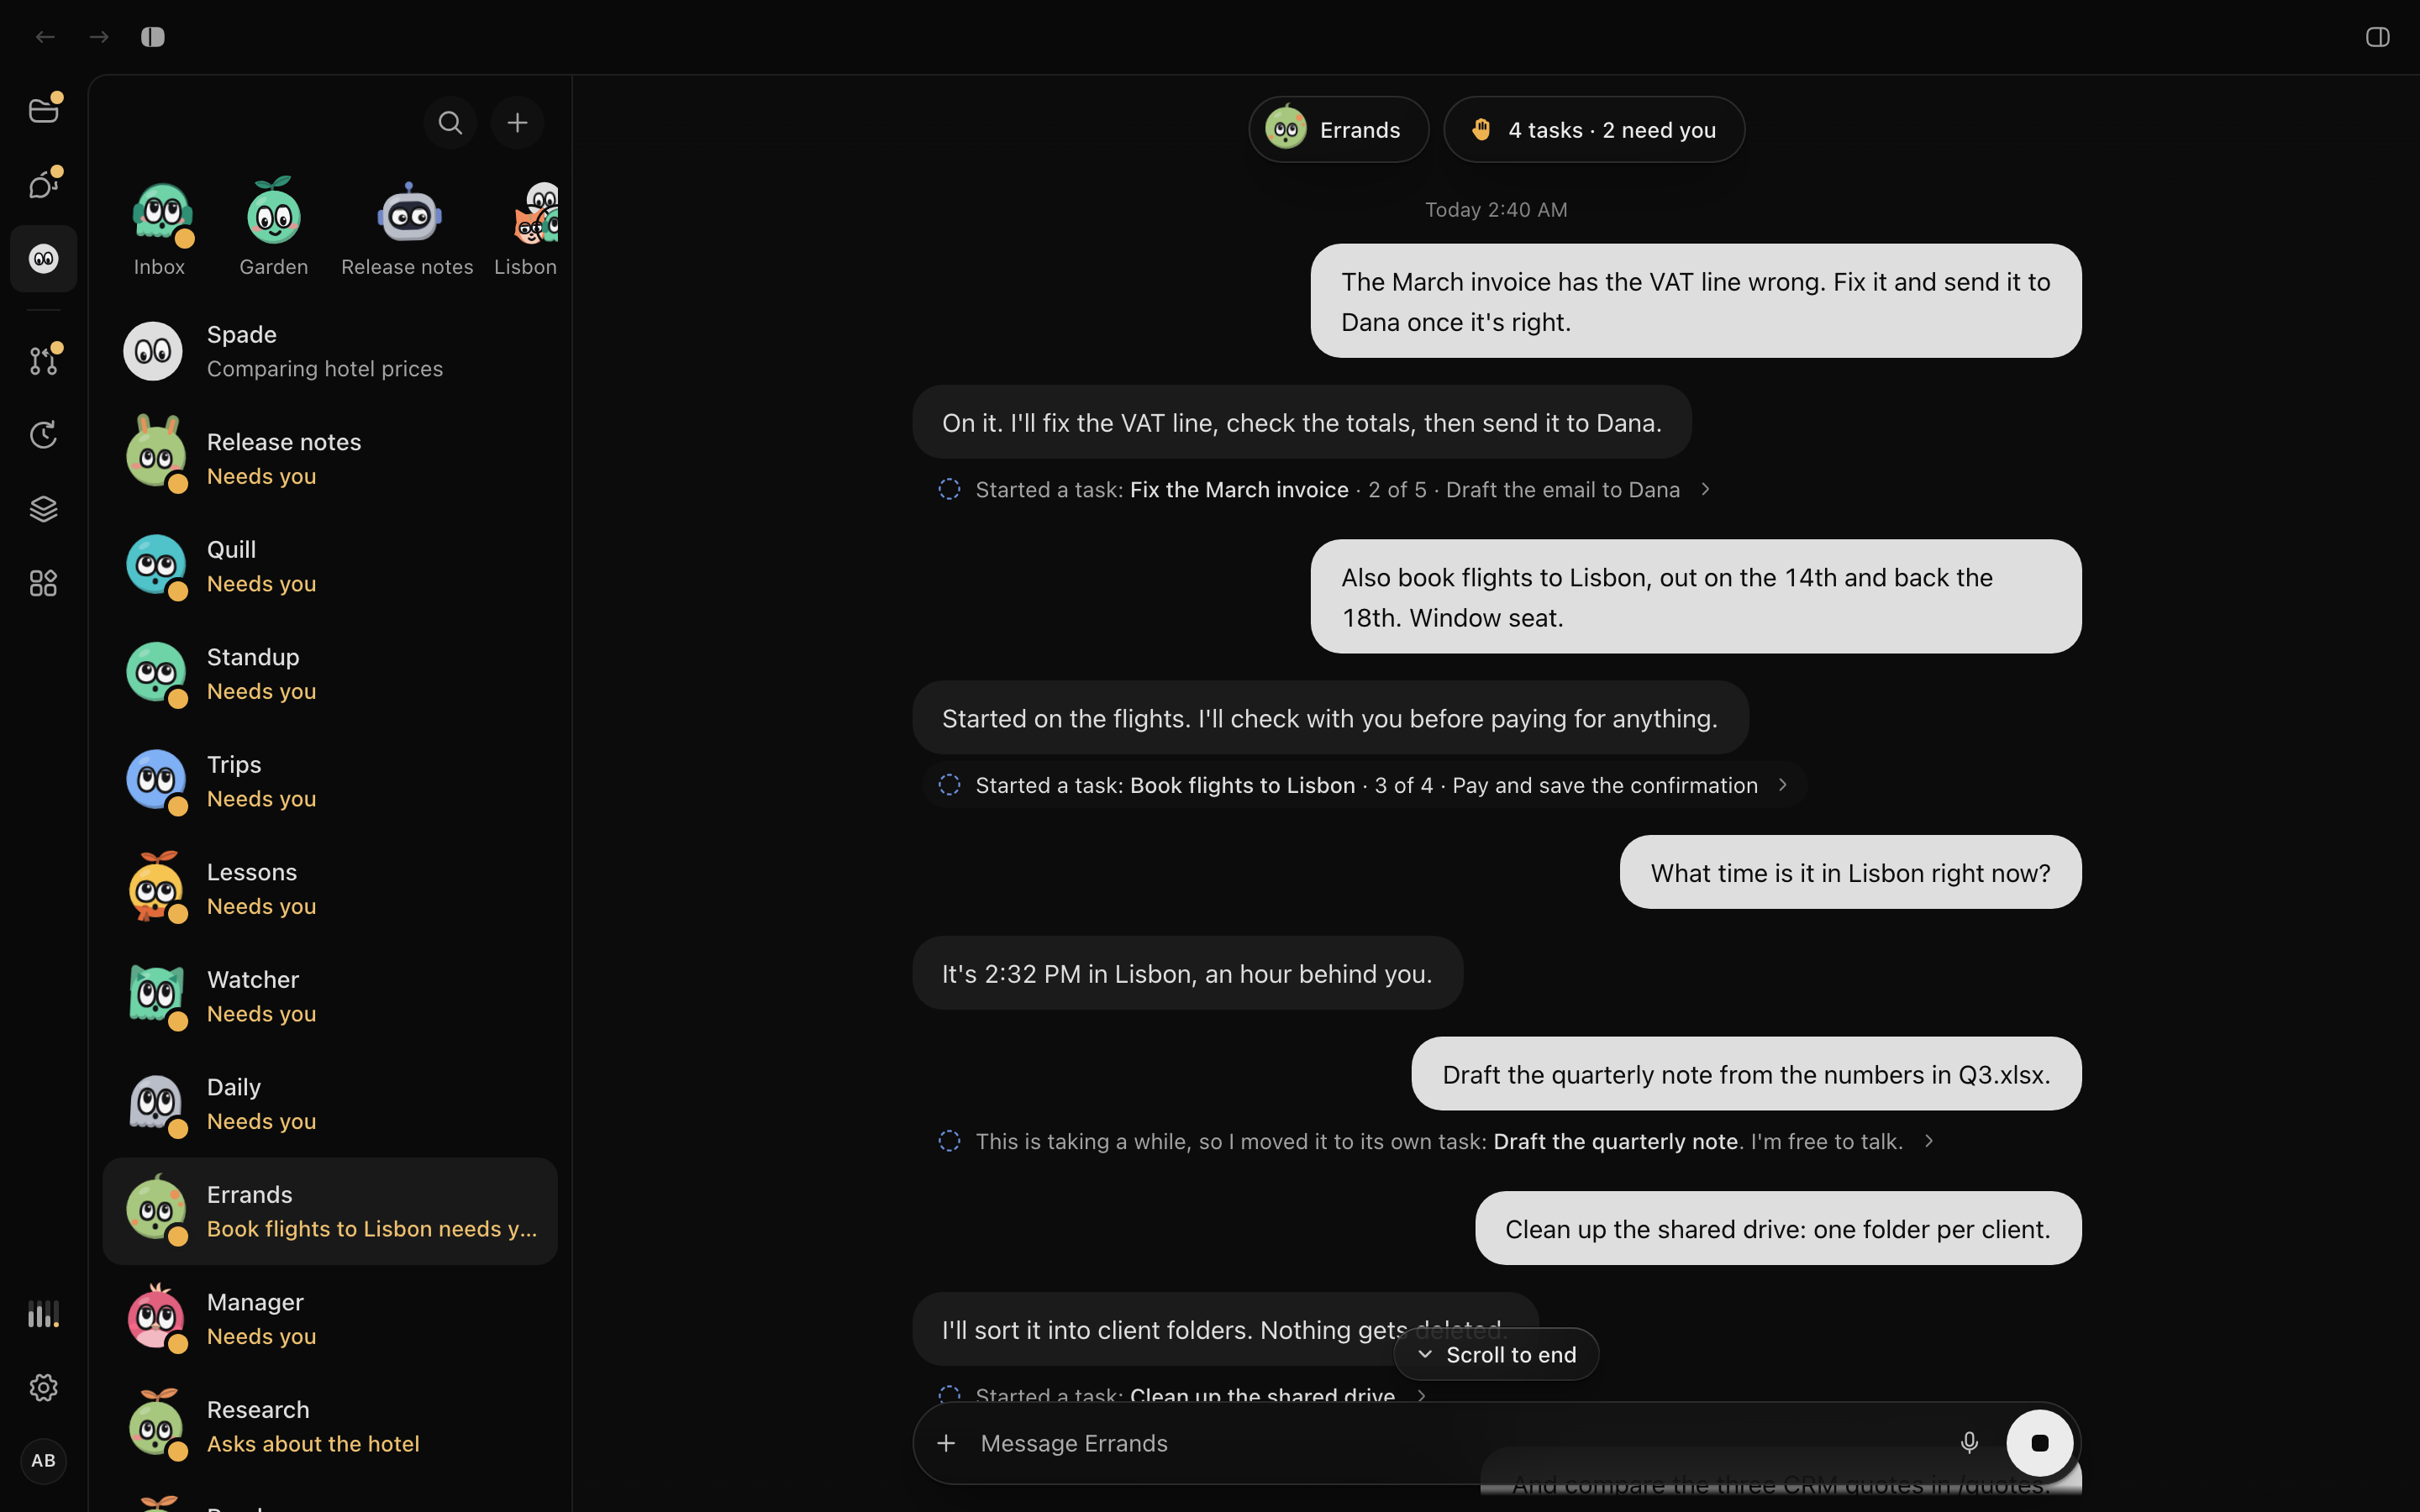 Inbox
Garden
Release notes
Lisbon
Spade
Comparing hotel prices
Release notes
Needs you
Quill
Needs you
Standup
Needs you
Trips
Needs you
Lessons
Needs you
Watcher
Needs you
Daily
Needs you
Errands
Book flights to Lisbon needs y...
Manager
Needs you
Research
Asks about the hotel
AB
Errands
4 tasks · 2 need you
Today 2:40 AM
The March invoice has the VAT line wrong. Fix it and send it to
Dana once it's right.
On it. I'll fix the VAT line, check the totals, then send it to Dana.
Started a task: Fix the March invoice · 2 of 5 · Draft the email to Dana
Also book flights to Lisbon, out on the 14th and back the
18th. Window seat.
Started on the flights. I'll check with you before paying for anything.
Started a task: Book flights to Lisbon · 3 of 4 · Pay and save the confirmation
What time is it in Lisbon right now?
It's 2:32 PM in Lisbon, an hour behind you.
Draft the quarterly note from the numbers in Q3.xlsx.
This is taking a while, so I moved it to its own task: Draft the quarterly note. I'm free to talk.
Clean up the shared drive: one folder per client.
I'll sort it into client folders. Nothing gets deleted.
Scroll to end
Started a task: Clean up the shared drive
Message Errands
And compare the three CRM quotes in /quotes.